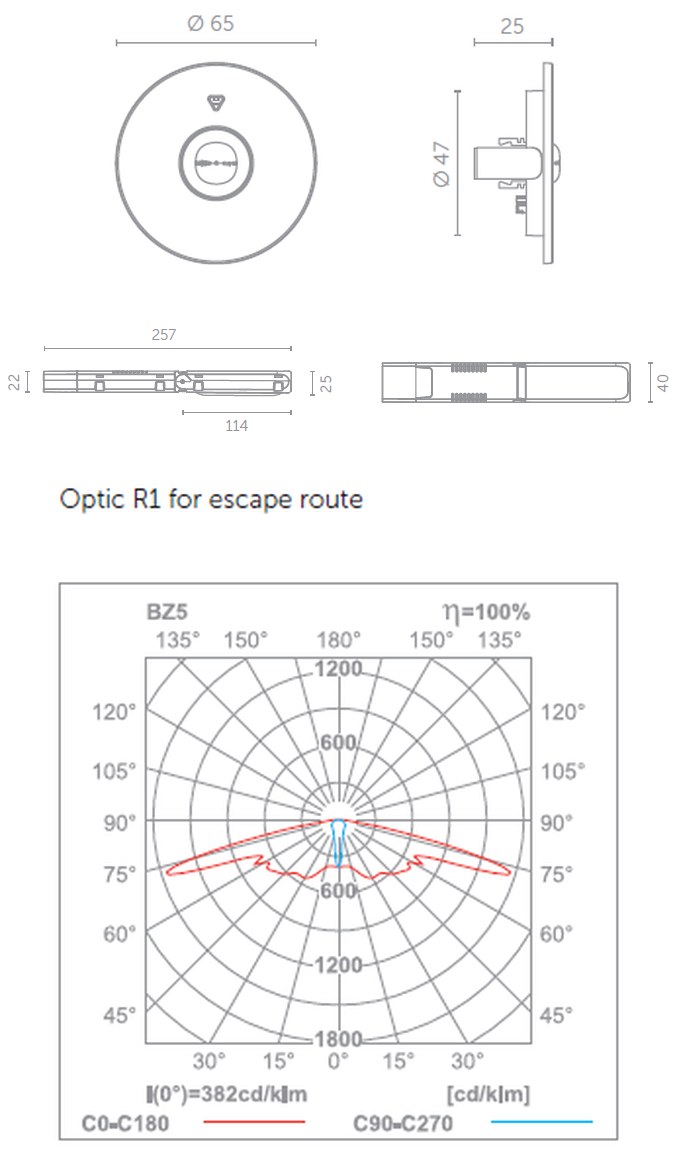 Ø 65
25
Ø 47
257
22
25
114
40
Optic R1 for escape route
BZ5
η=100%
135° 150° 180° 150° 135°
1200
120° 120°
600
105° 105°
90° 90°
75° 75°
600
60° 60°
1200
45° 45°
1800
30° 15° 0° 15° 30°
I(0°)=382cd/klm
[cd/klm]
C0-C180
C90-C270